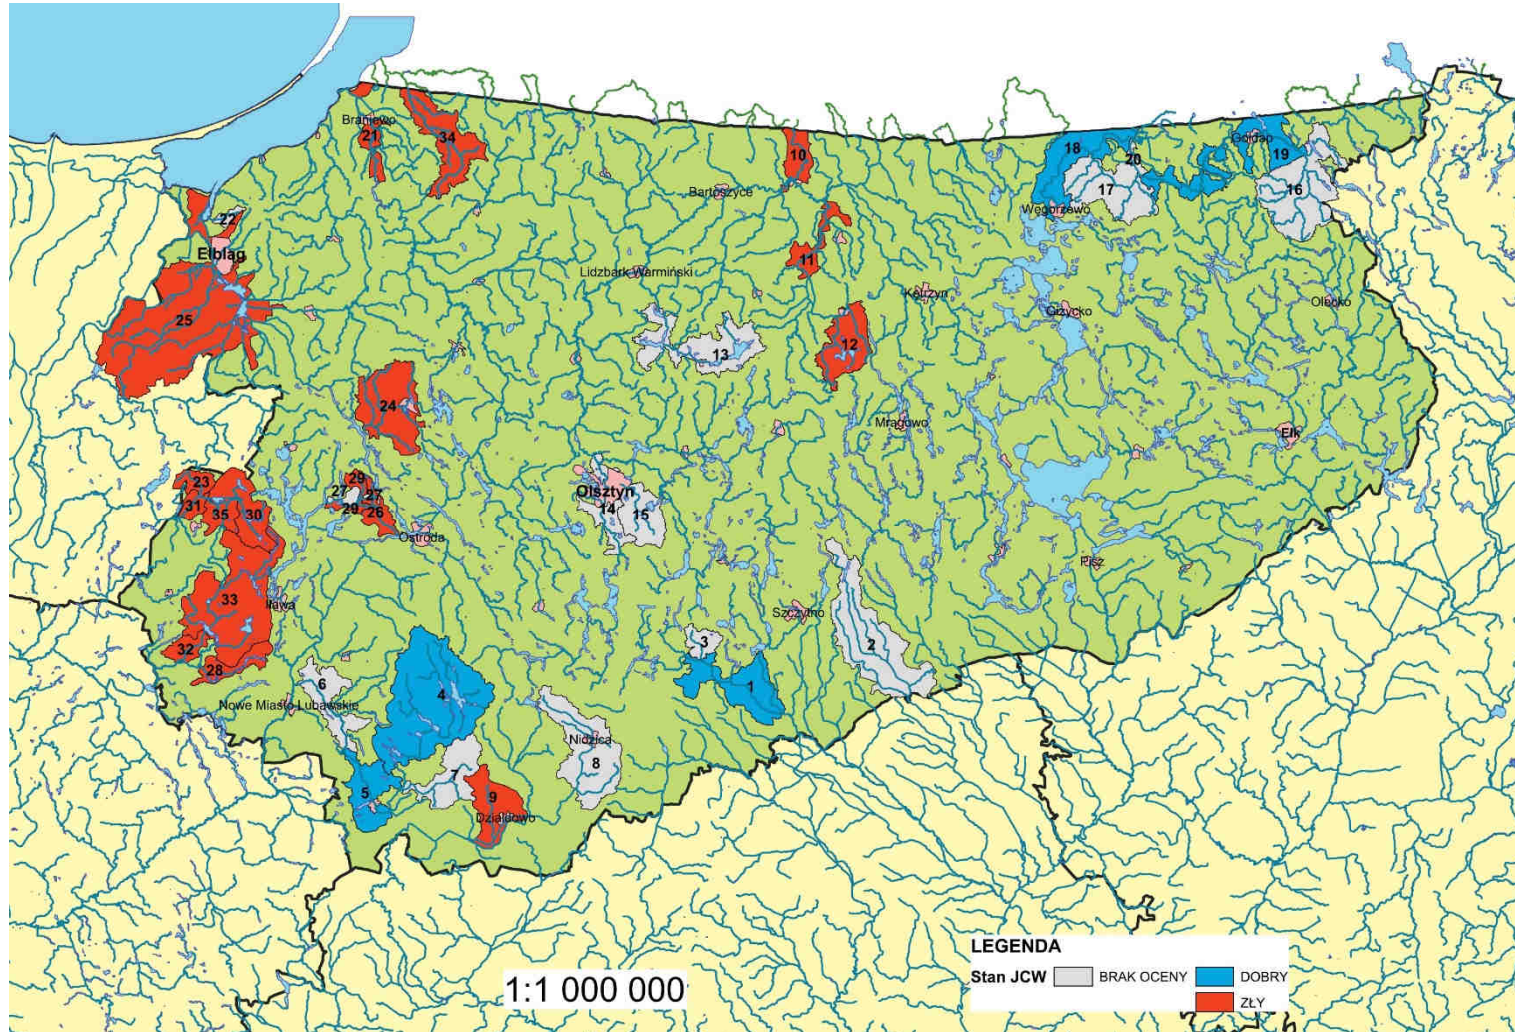 Braniewo
21
34
10
18
20
Gołdap
19
17
16
Bartoszyce
Węgorzewo
22
Elbląg
11
Lidzbark Warmiński
Kętrzyn
Giżycko
Olecko
25
13
12
24
Mrągowo
Ełk
23
31
35
30
29
27
27
29
26
Ostróda
Olsztyn
14
15
Pisz
33
Iława
32
28
Szczytno
3
2
1
6
4
Nowe Miasto Lubawskie
Nidzica
8
7
5
9
Działdowo
1:1 000 000
LEGENDA
Stan JCW BRAK OCENY DOBRY
ZŁY